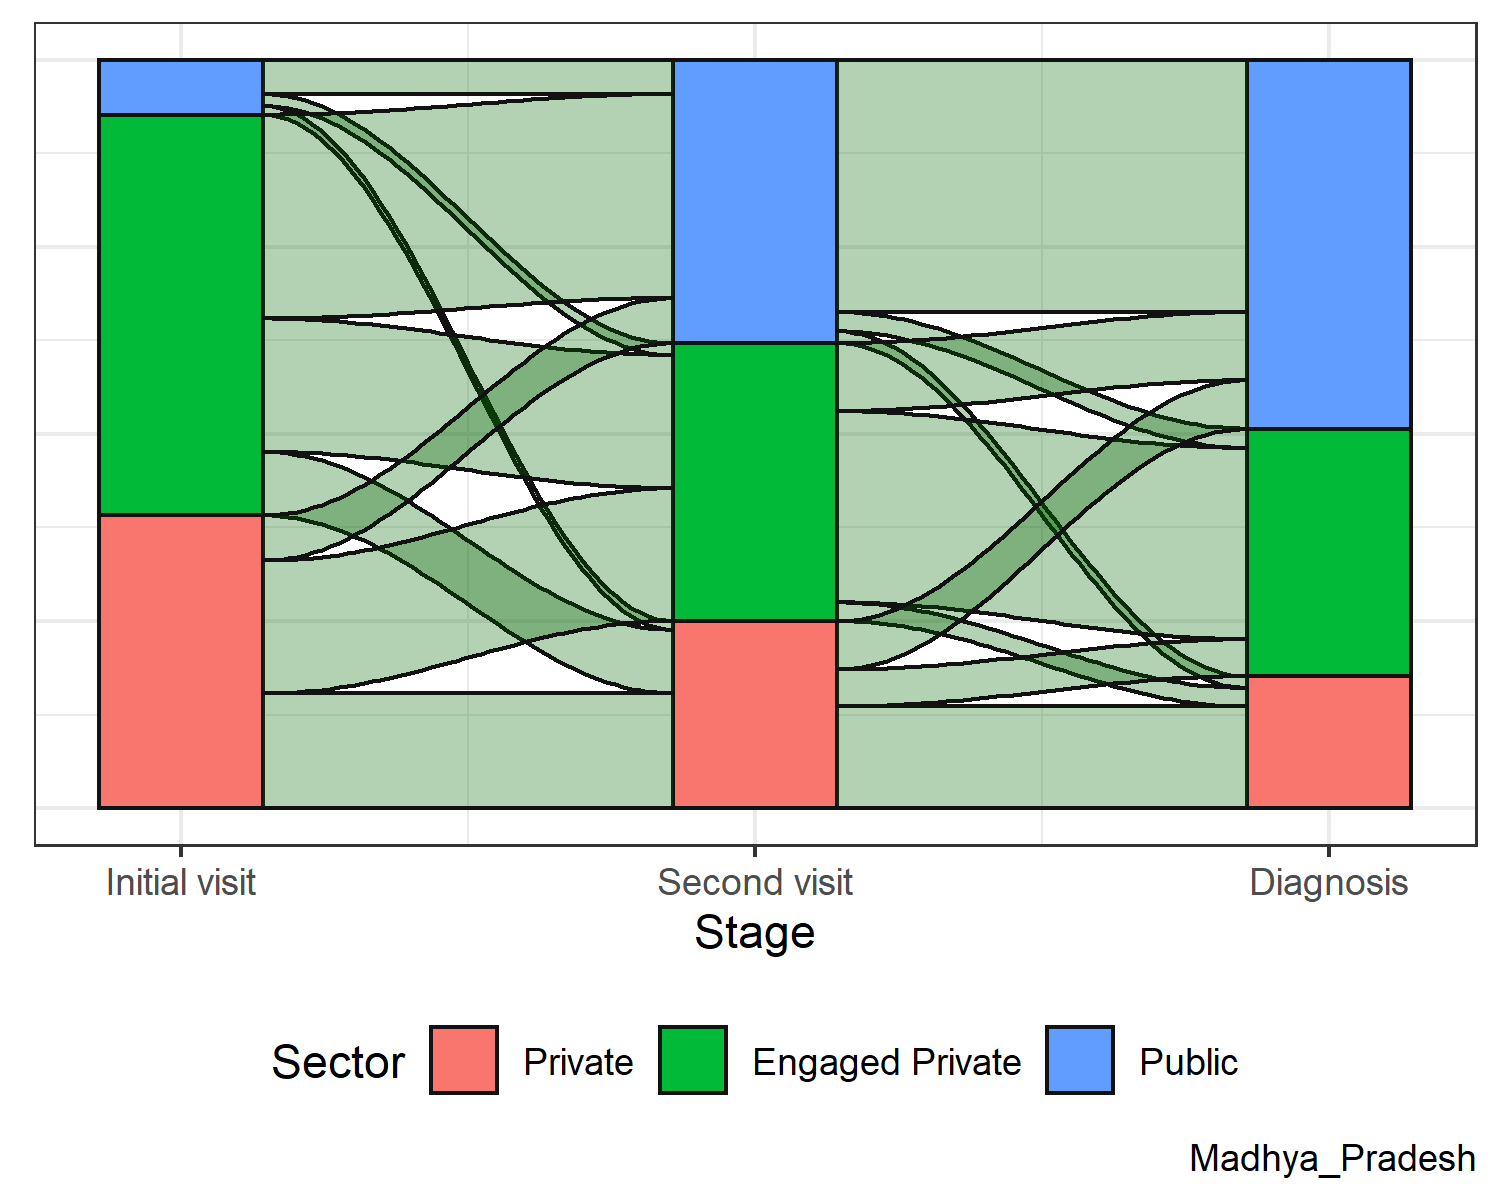 Initial visit Second visit Diagnosis
Stage
Sector Private Engaged Private Public
Madhya_Pradesh